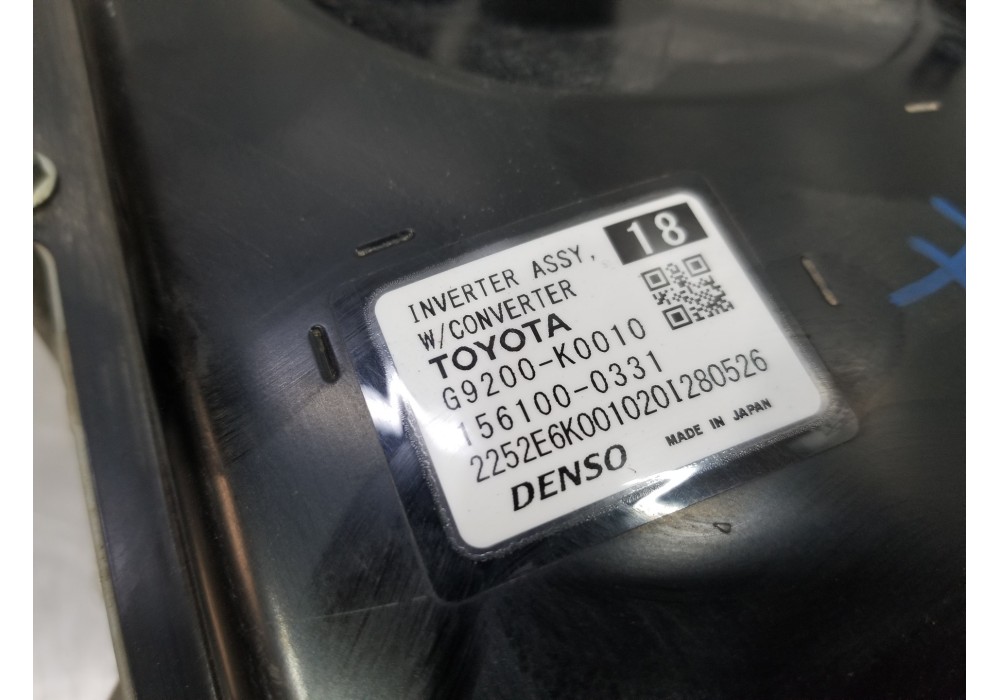 INVERTER ASSY,
18
W/CONVERTER
TOYOTA
G9200-K0010
156100-0331
2252E6K001020I280526
DENSO
MADE IN JAPAN